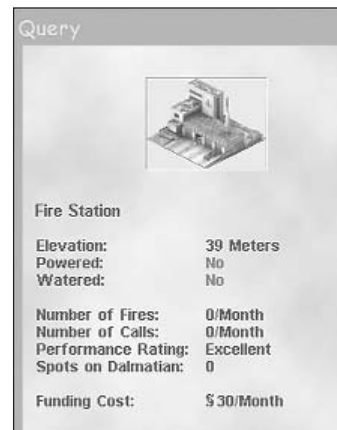 Query
Fire Station
Elevation: 39 Meters
Powered: No
Watered: No
Number of Fires: 0/Month
Number of Calls: 0/Month
Performance Rating: Excellent
Spots on Dalmatian: 0
Funding Cost: §30/Month